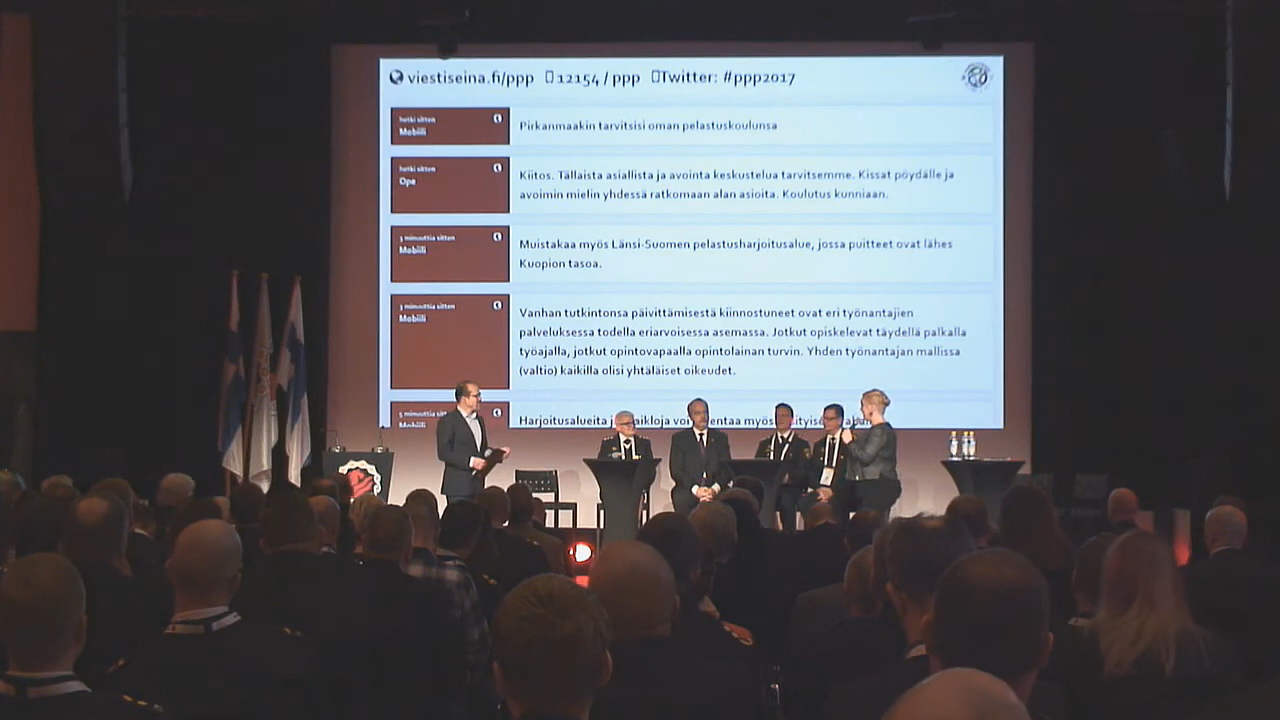 viestiseina.fi/ppp 12154 / ppp Twitter: #ppp2017
hetki sitten
Mobiili
Pirkanmaakin tarvitsisi oman pelastuskoulunsa
hetki sitten
Ope
Kiitos. Tällaista asiallista ja avointa keskustelua tarvitsemme. Kissat pöydälle ja
avoimin mielin yhdessä ratkomaan alan asioita. Koulutus kunniaan.
3 minuuttia sitten
Mobiili
Muistakaa myös Länsi-Suomen pelastusharjoitusalue, jossa puitteet ovat lähes
Kuopion tasoa.
3 minuuttia sitten
Mobiili
Vanhan tutkintonsa päivittämisestä kiinnostuneet ovat eri työnantajien
palveluksessa todella eriarvoisessa asemassa. Jotkut opiskelevat täydellä palkalla
työajalla, jotkut opintovapaalla opintolainan turvin. Yhden työnantajan mallissa
(valtio) kaikilla olisi yhtäläiset oikeudet.
5 minuuttia sitten
Mobiili
Harjoitusalueita myös